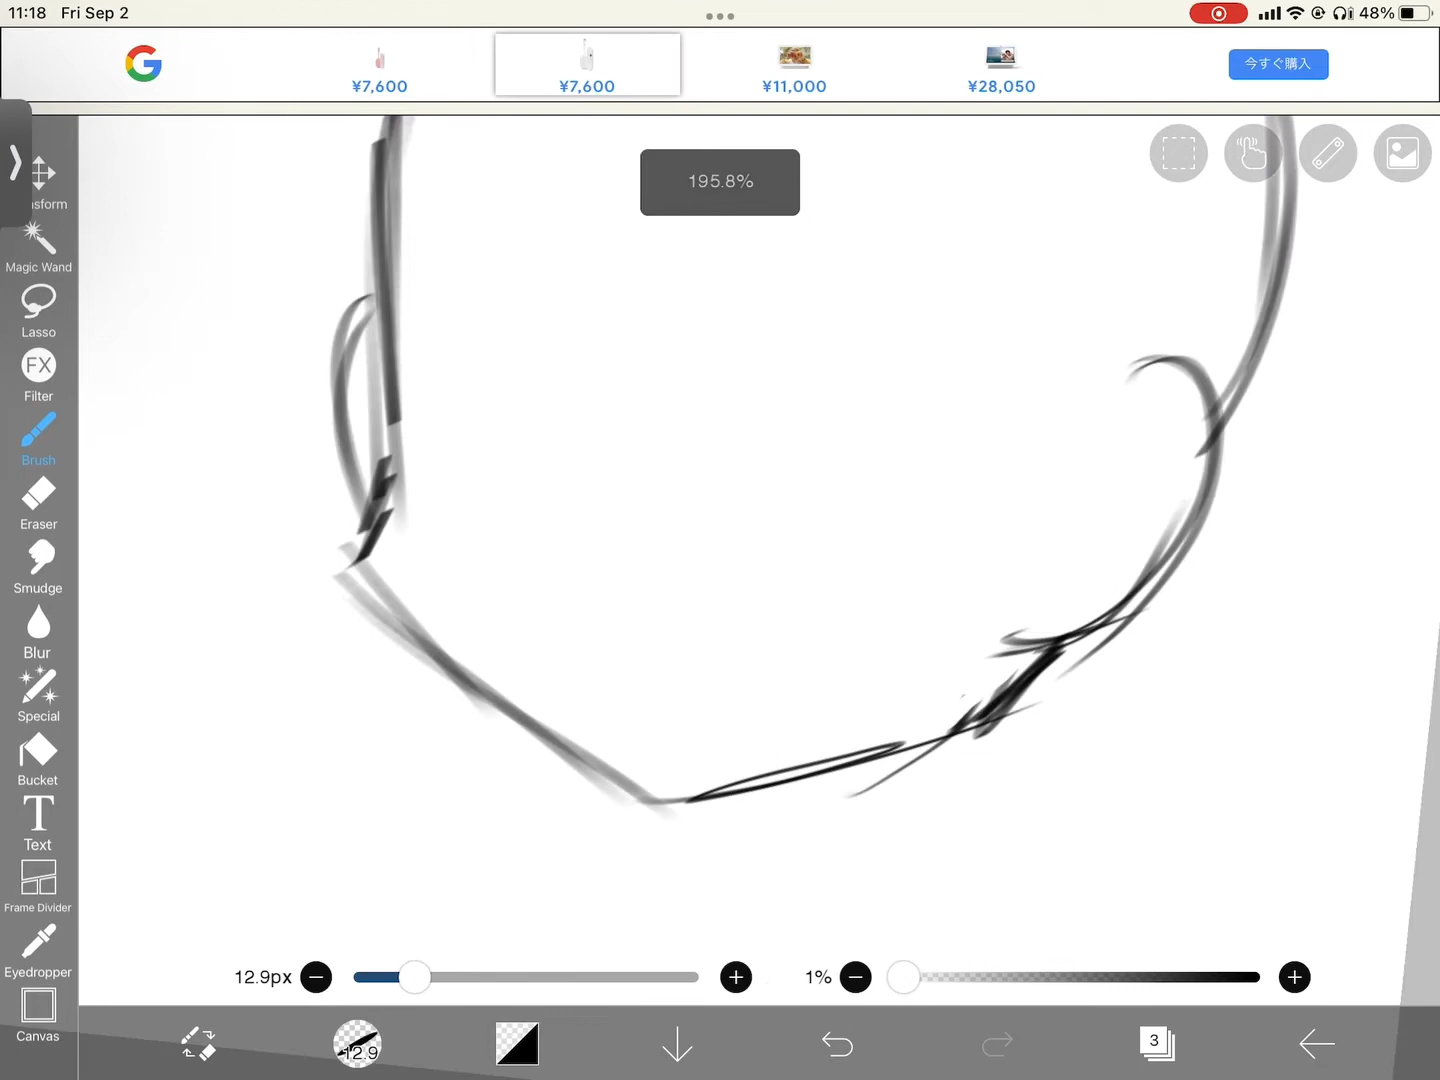 11:18 Fri Sep 2
48%
¥7,600
¥7,600
¥11,000
¥28,050
今すぐ購入
195.8%
nsform
Magic Wand
Lasso
FX
Filter
Brush
Eraser
Smudge
Blur
Special
Bucket
T
Text
Frame Divider
Eyedropper
Canvas
12.9px
1%
12.9
3